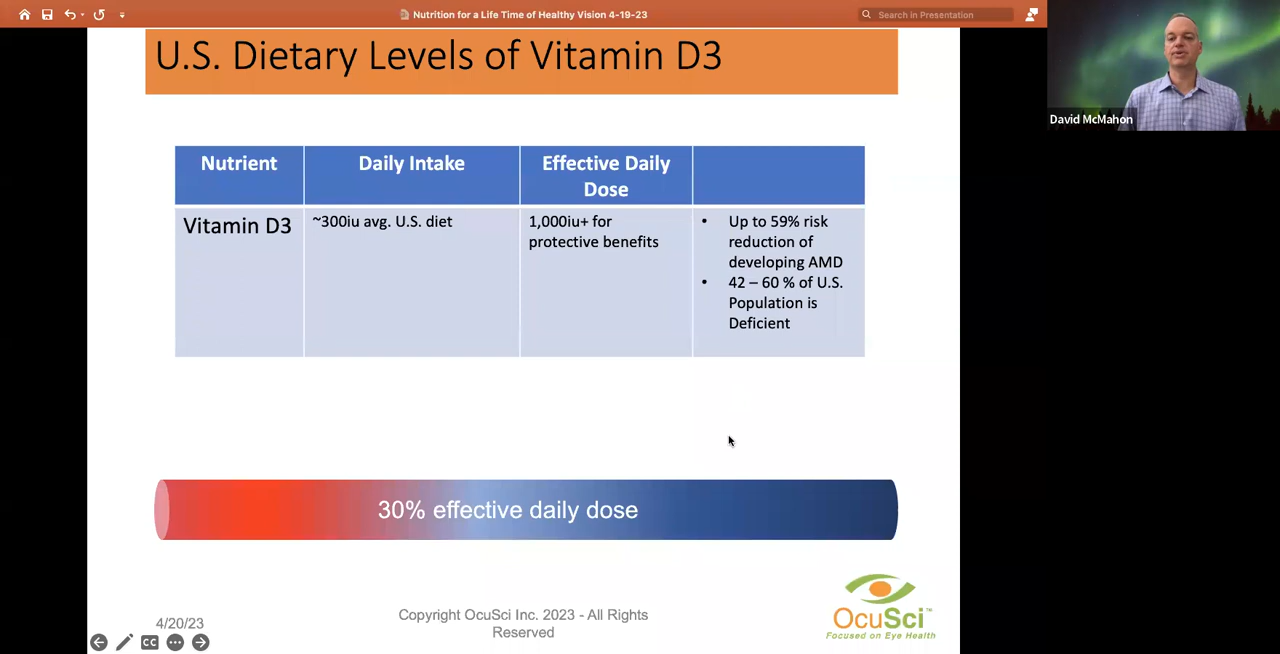 Nutrition for a Life Time of Healthy Vision 4-19-23
Search in Presentation
U.S. Dietary Levels of Vitamin D3
David McMahon
Nutrient
Daily Intake
Effective Daily
Dose
Vitamin D3
~300iu avg. U.S. diet
1,000iu+ for
protective benefits
• Up to 59% risk
reduction of
developing AMD
• 42 – 60 % of U.S.
Population is
Deficient
30% effective daily dose
4/20/23
Copyright OcuSci Inc. 2023 - All Rights
Reserved
OcuSci™
Focused on Eye Health
CC